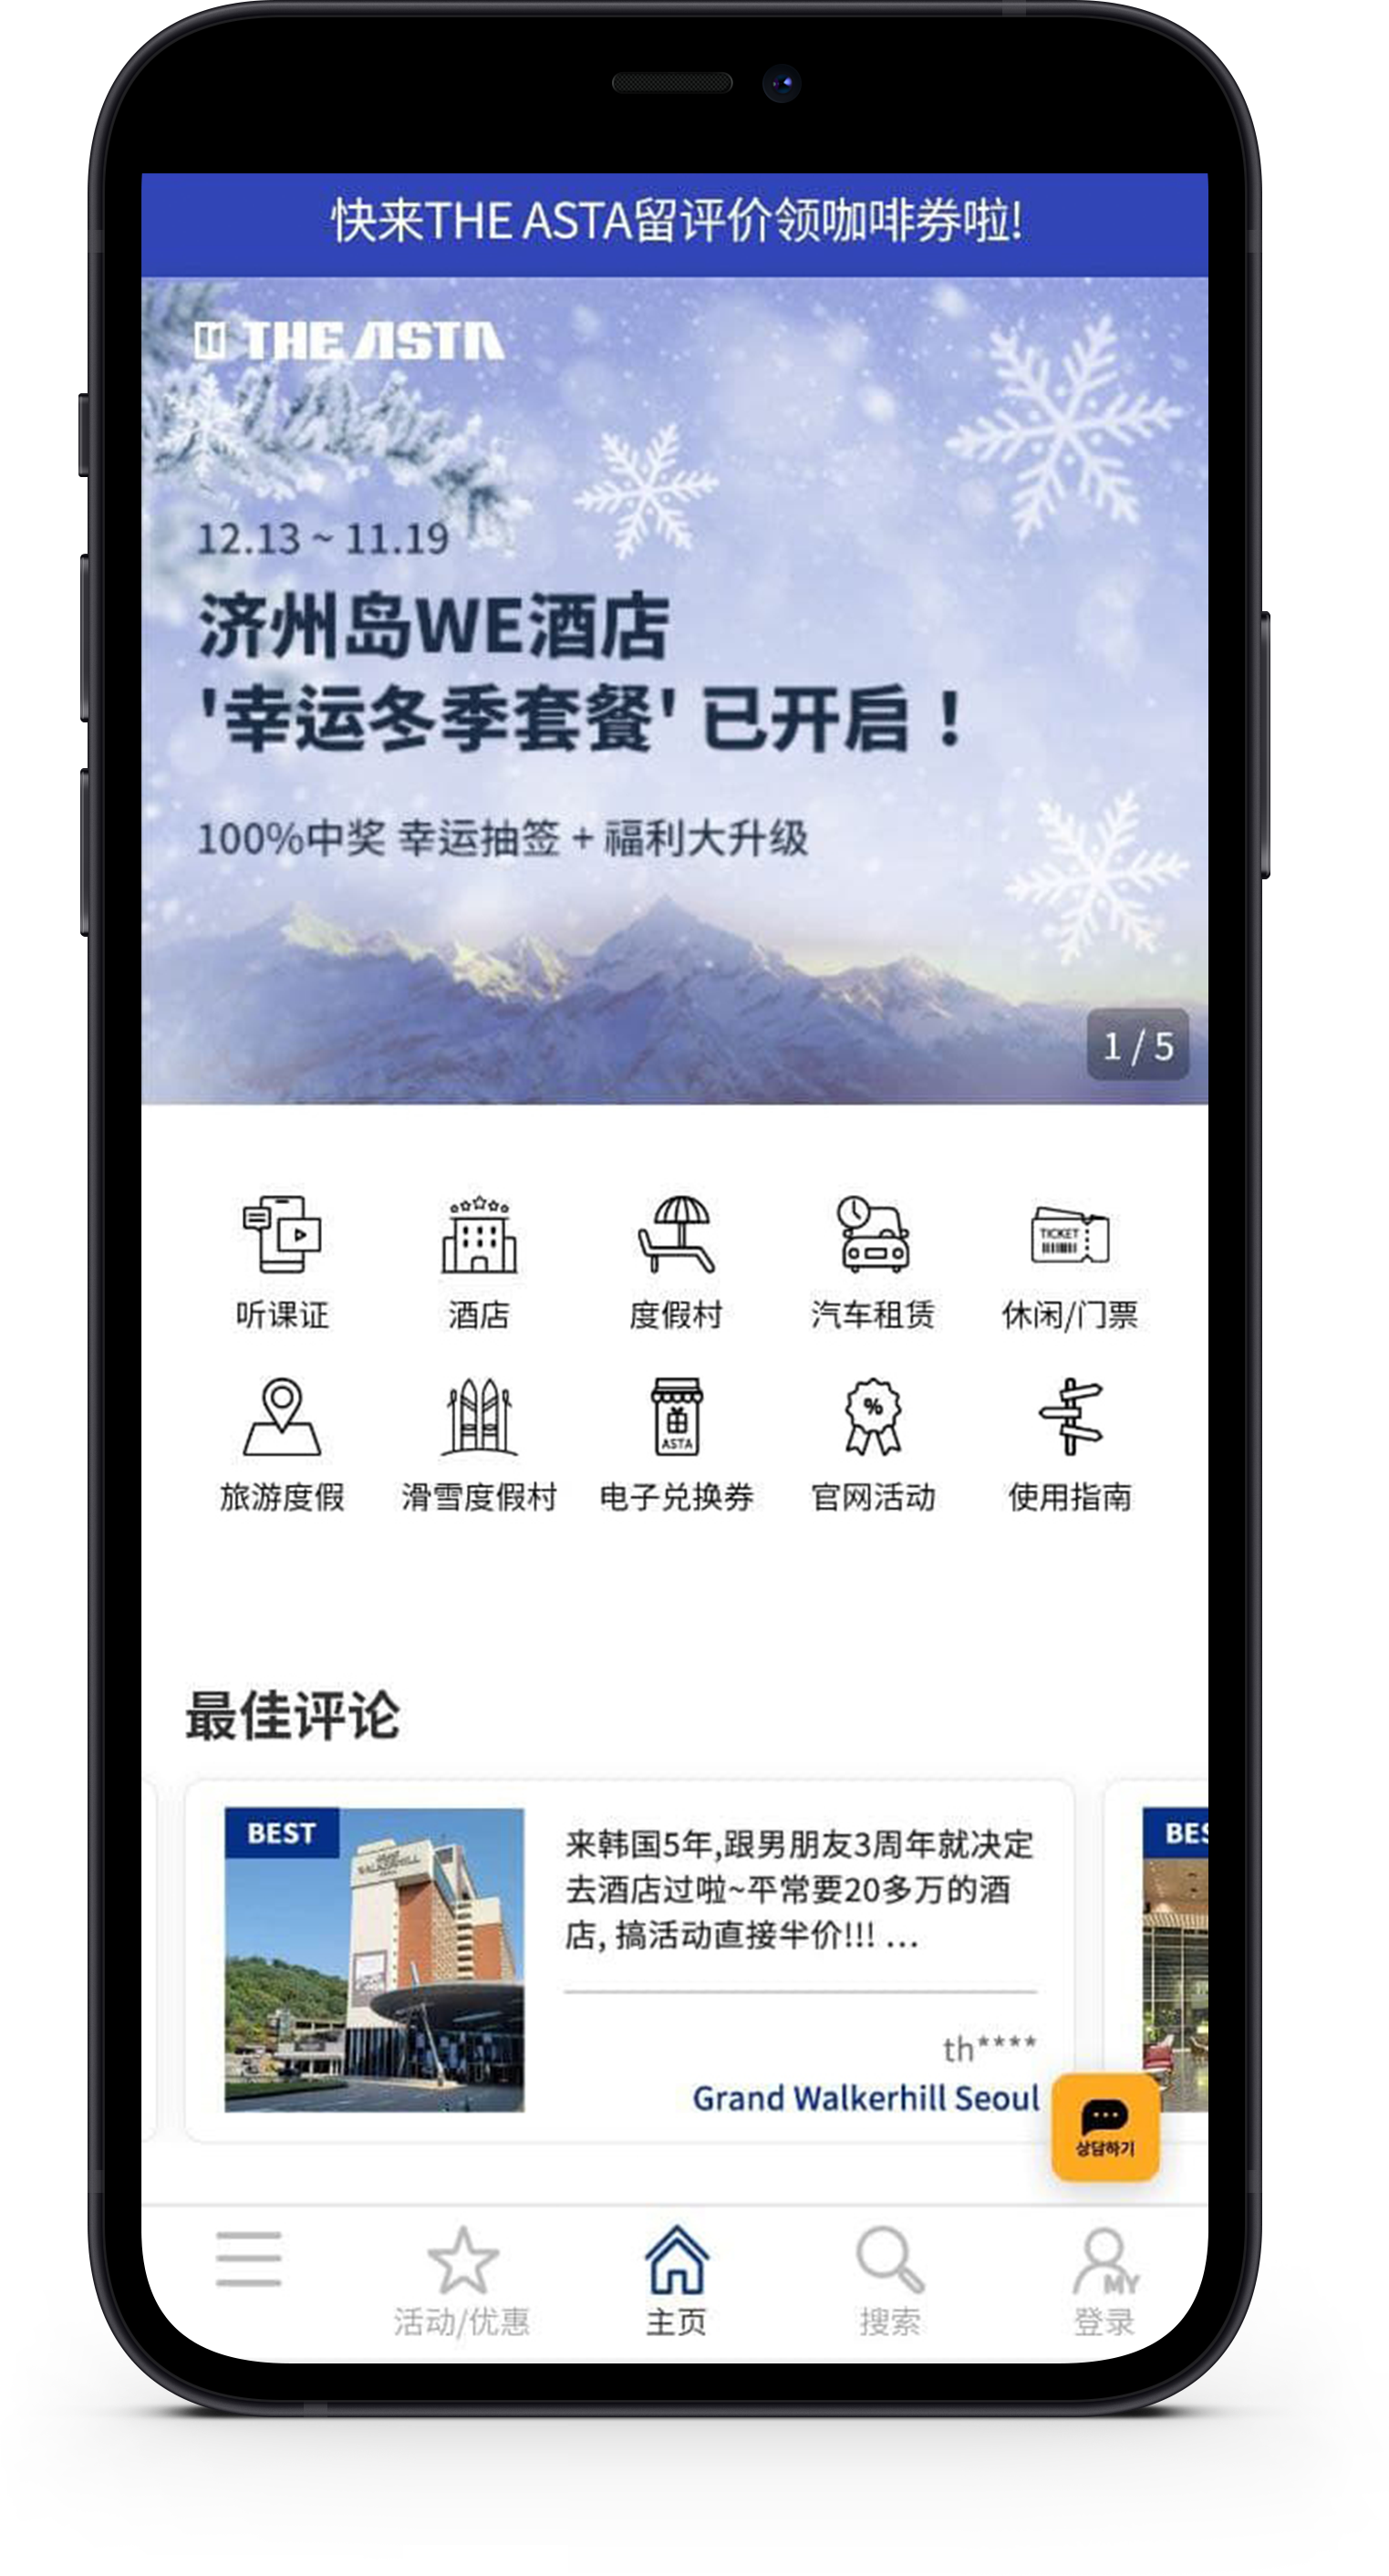 快来THE ASTA留评价领咖啡券啦!
THE ASTA
12.13 ~ 11.19
济州岛WE酒店
'幸运冬季套餐' 已开启！
100%中奖 幸运抽签 + 福利大升级
1 / 5
TICKET
听课证 酒店 度假村 汽车租赁 休闲/门票
%
ASTA
旅游度假 滑雪度假村 电子兑换券 官网活动 使用指南
最佳评论
BEST
来韩国5年,跟男朋友3周年就决定
去酒店过啦~平常要20多万的酒
店, 搞活动直接半价!!! ...
th****
Grand Walkerhill Seoul
BES
상담하기
MY
活动/优惠 主页 搜索 登录